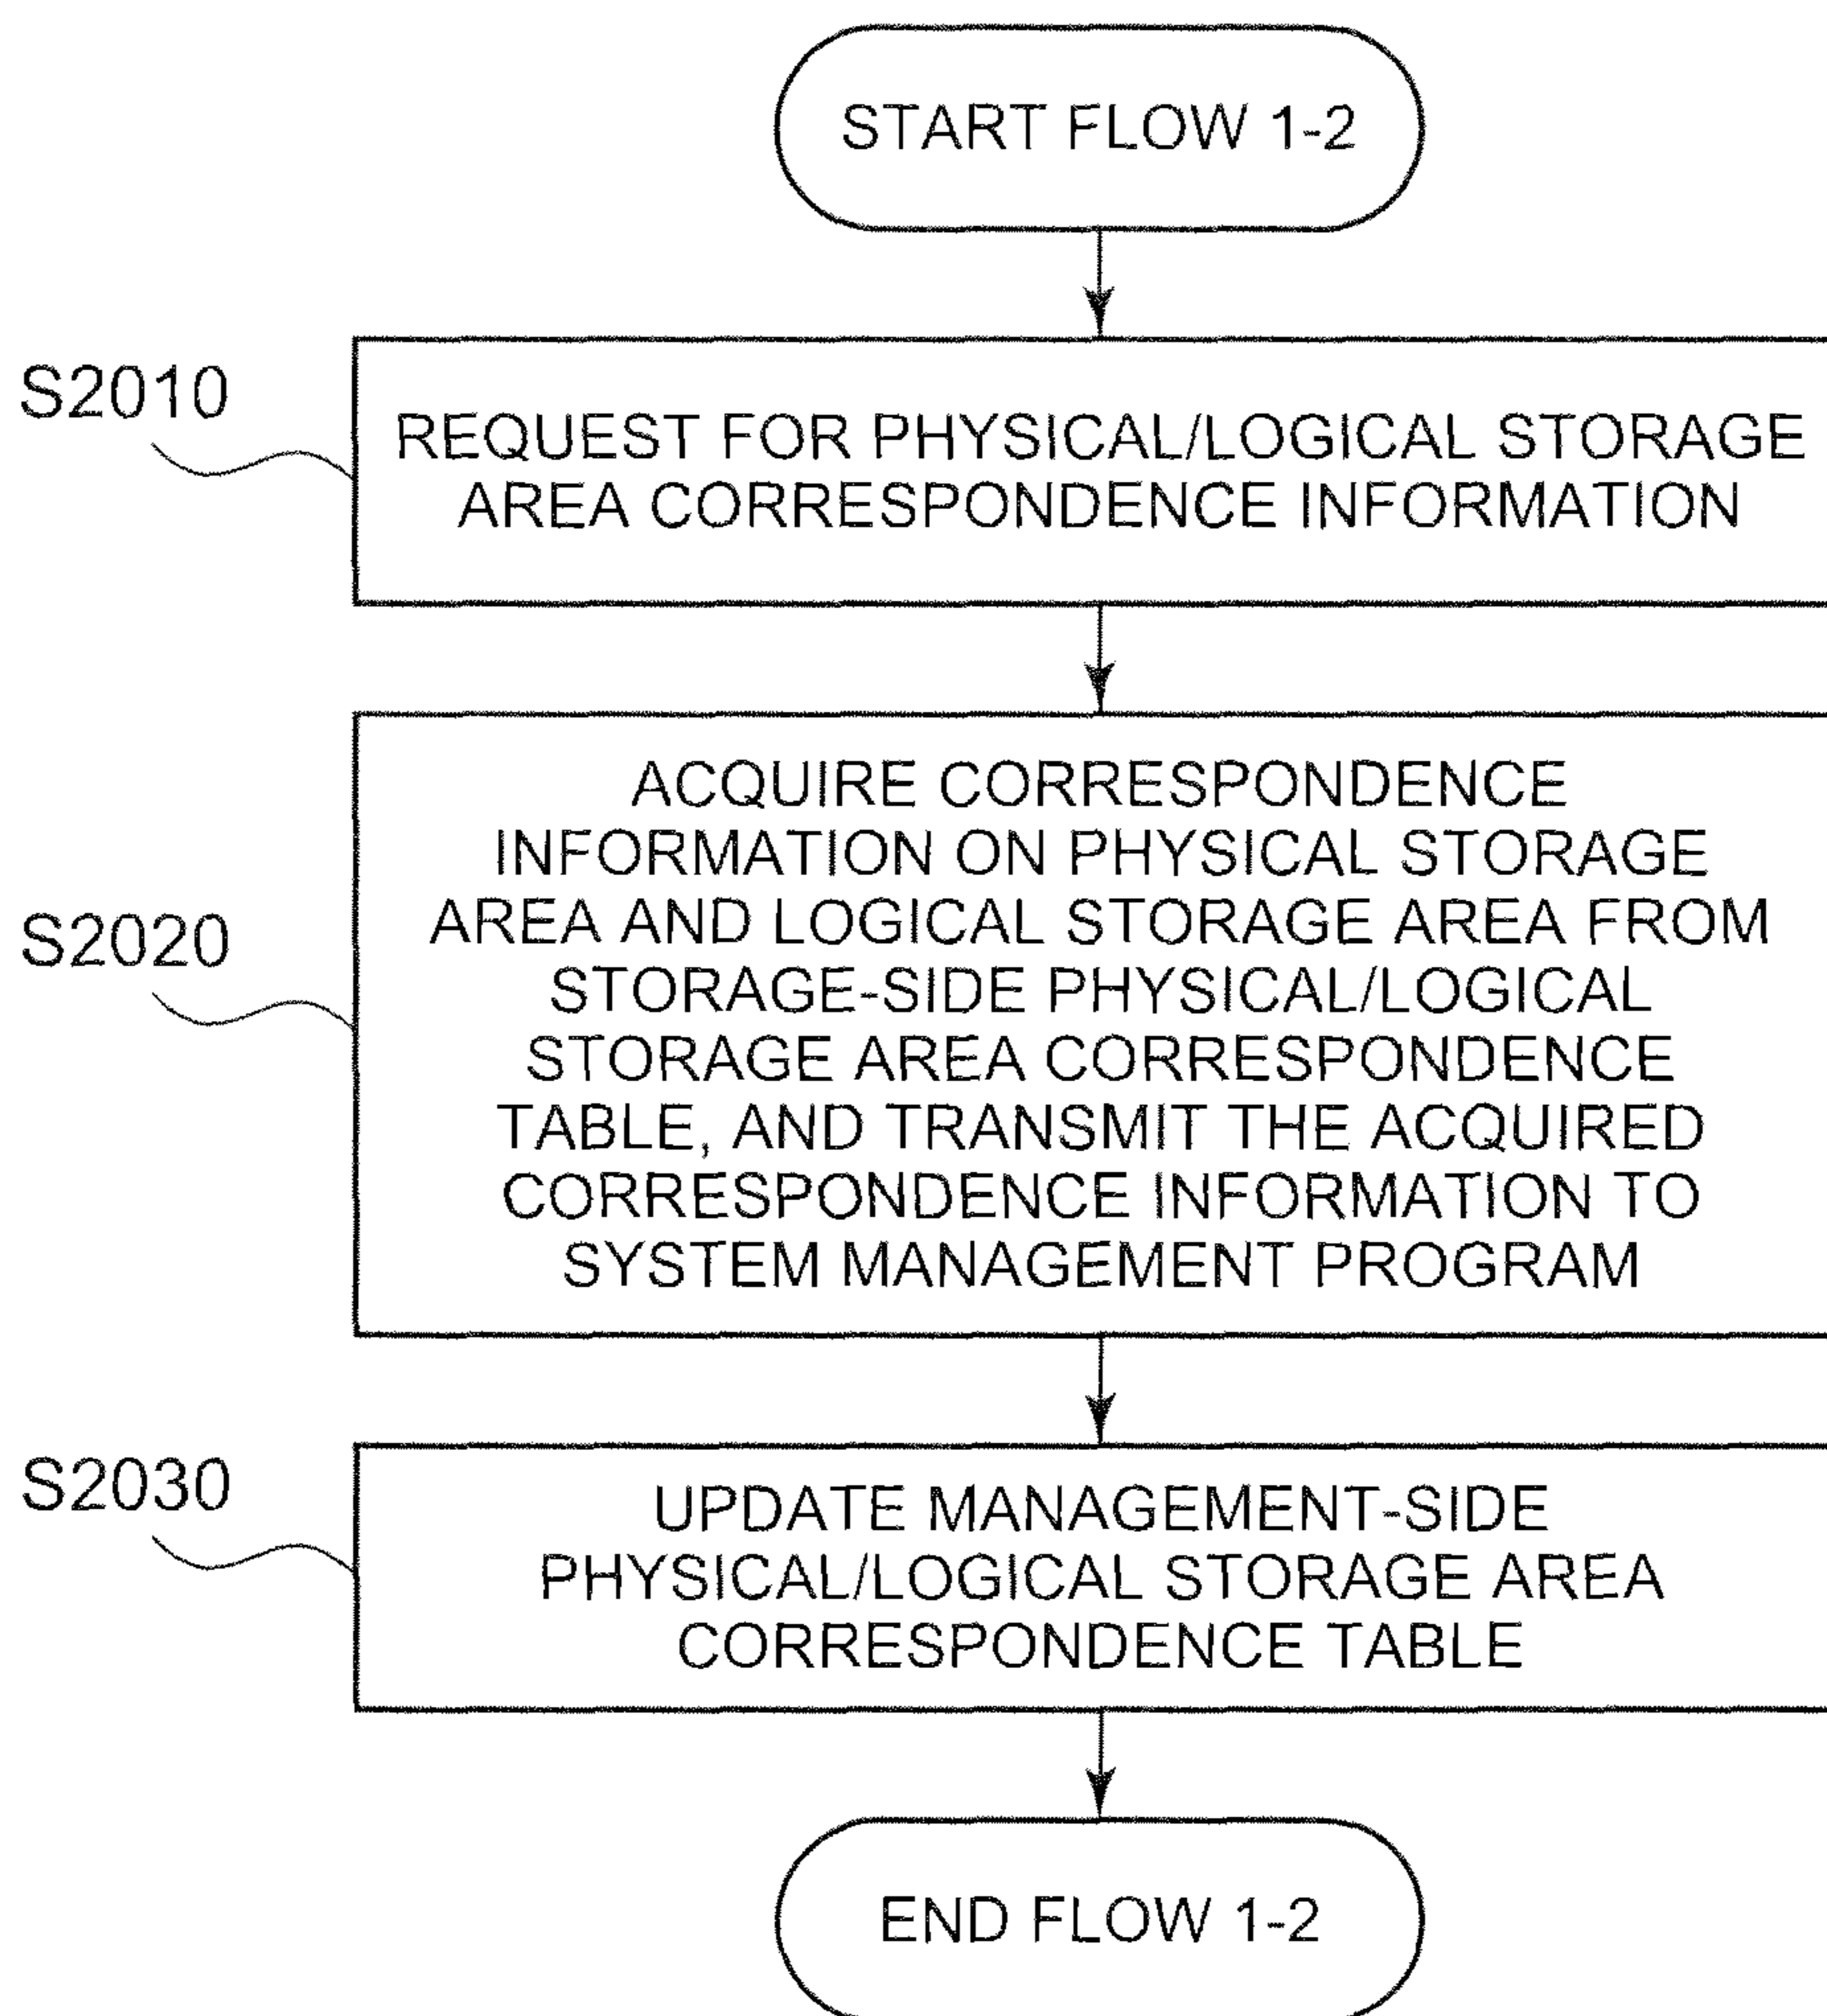 START FLOW 1-2
S2010
REQUEST FOR PHYSICAL/LOGICAL STORAGE
AREA CORRESPONDENCE INFORMATION
S2020
ACQUIRE CORRESPONDENCE
INFORMATION ON PHYSICAL STORAGE
AREA AND LOGICAL STORAGE AREA FROM
STORAGE-SIDE PHYSICAL/LOGICAL
STORAGE AREA CORRESPONDENCE
TABLE, AND TRANSMIT THE ACQUIRED
CORRESPONDENCE INFORMATION TO
SYSTEM MANAGEMENT PROGRAM
S2030
UPDATE MANAGEMENT-SIDE
PHYSICAL/LOGICAL STORAGE AREA
CORRESPONDENCE TABLE
END FLOW 1-2